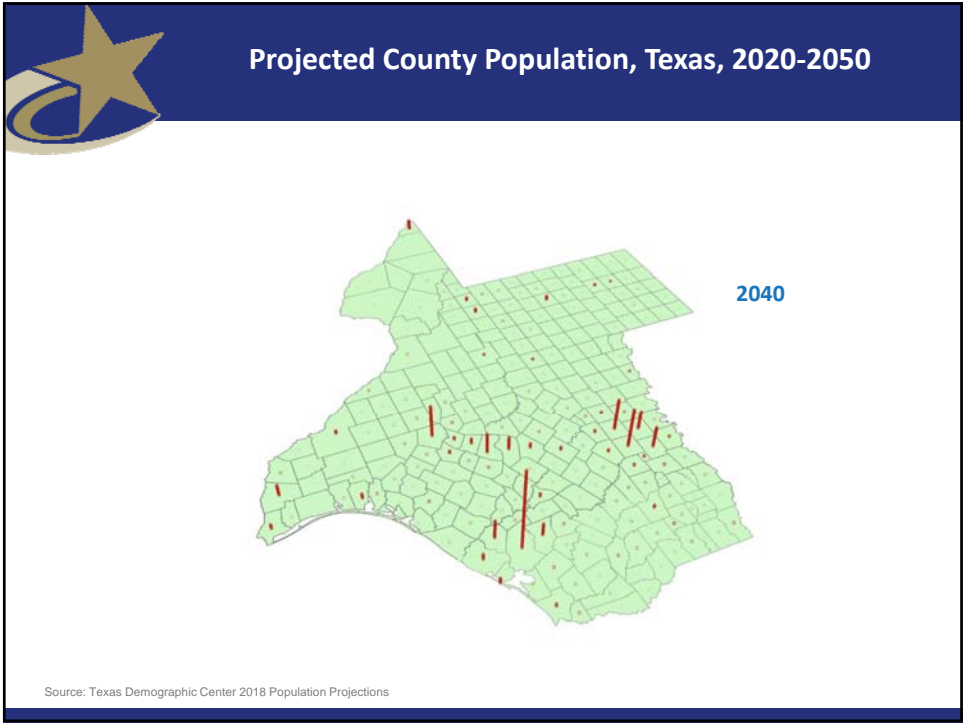 Projected County Population, Texas, 2020-2050
2040
Source: Texas Demographic Center 2018 Population Projections